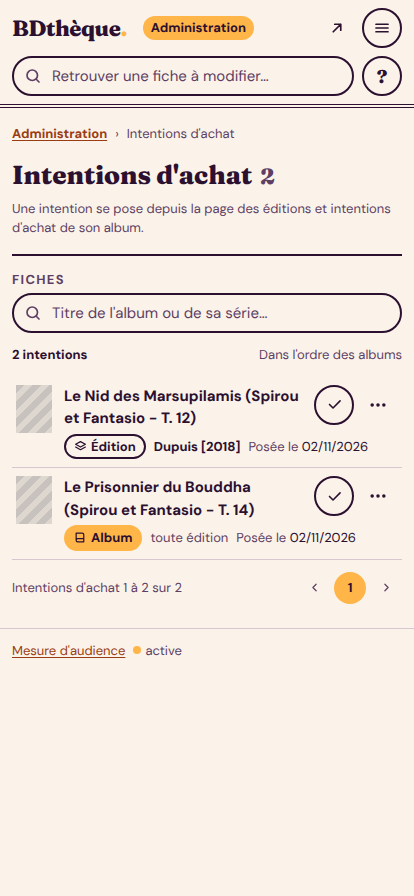 BDthèque. Administration
Retrouver une fiche à modifier… ?
Administration › Intentions d'achat
Intentions d'achat 2
Une intention se pose depuis la page des éditions et intentions
d'achat de son album.
FICHES
Titre de l'album ou de sa série…
2 intentions Dans l'ordre des albums
Le Nid des Marsupilamis (Spirou
et Fantasio – T. 12)
Édition Dupuis [2018] Posée le 02/11/2026
Le Prisonnier du Bouddha
(Spirou et Fantasio – T. 14)
Album toute édition Posée le 02/11/2026
Intentions d'achat 1 à 2 sur 2 ‹ 1 ›
Mesure d'audience active